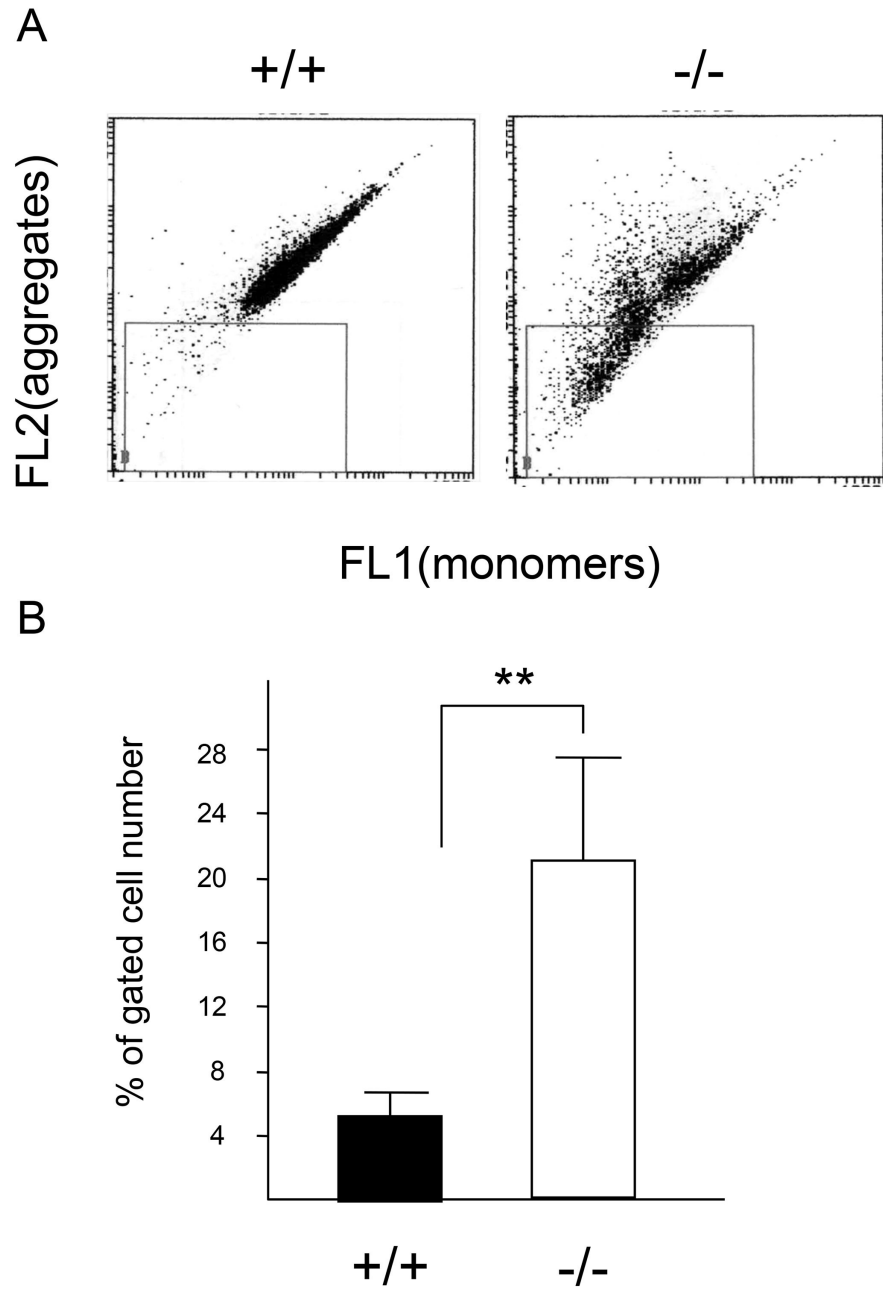 A
+/+ -/-
FL2(aggregates)
B B
FL1(monomers)
B
**
% of gated cell number
28
24
20
16
12
8
4
+/+ -/-